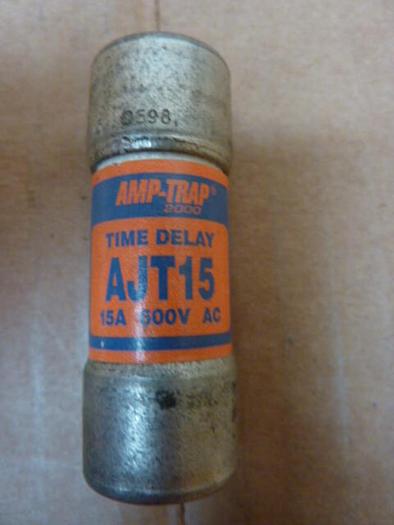 0598
AMP-TRAP®
2000
TIME DELAY
AJT15
15A 600V AC